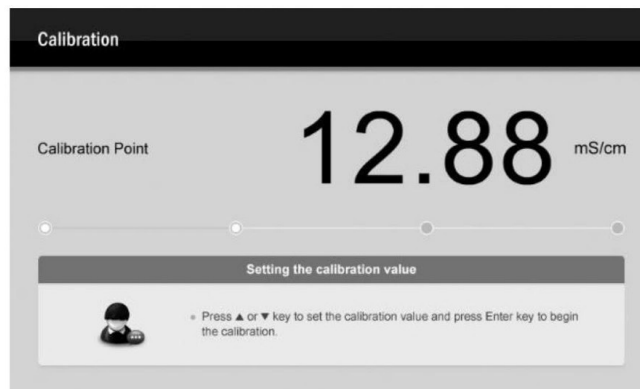 Calibration
Calibration Point
12.88 mS/cm
Setting the calibration value
Press ▲ or ▼ key to set the calibration value and press Enter key to begin
the calibration.